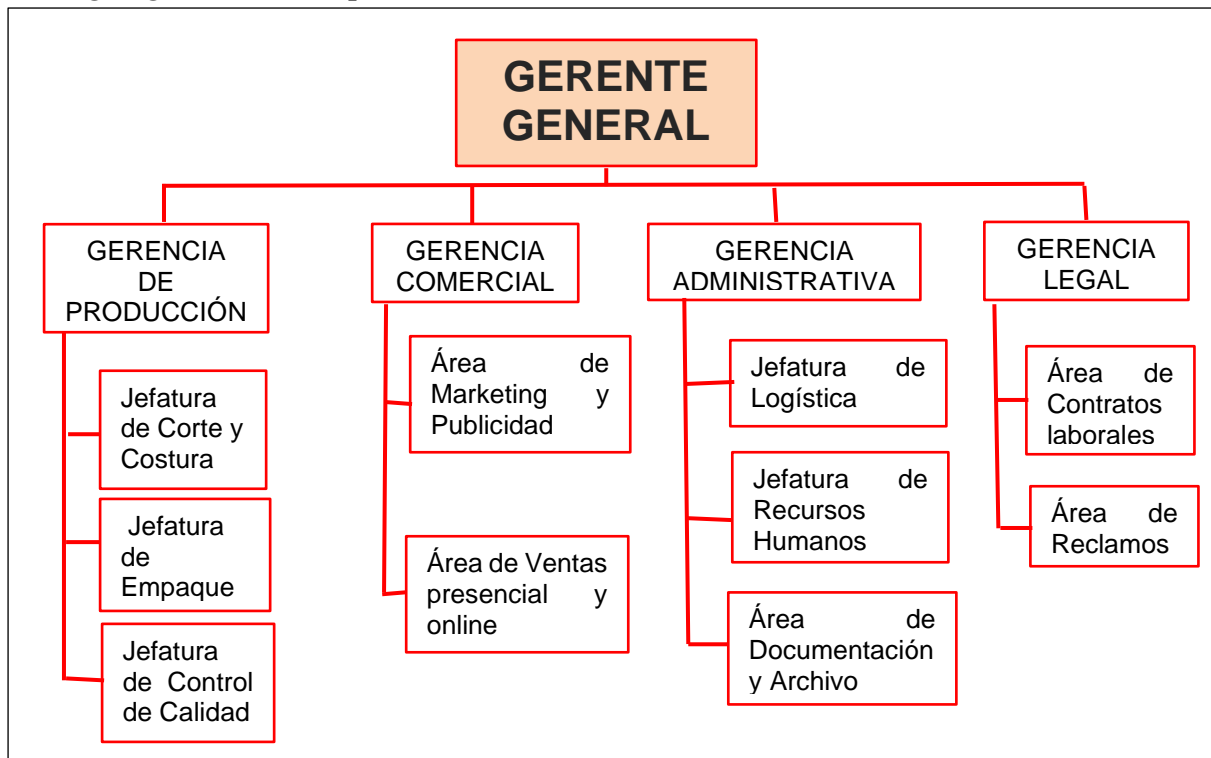 GERENTE
GENERAL
GERENCIA
DE
PRODUCCIÓN
GERENCIA
COMERCIAL
GERENCIA
ADMINISTRATIVA
GERENCIA
LEGAL
Jefatura
de Corte y
Costura
Jefatura
de
Empaque
Jefatura
de Control
de Calidad
Área de
Marketing y
Publicidad
Área de Ventas
presencial y
online
Jefatura de
Logística
Jefatura de
Recursos
Humanos
Área de
Documentación
y Archivo
Área de
Contratos
laborales
Área de
Reclamos